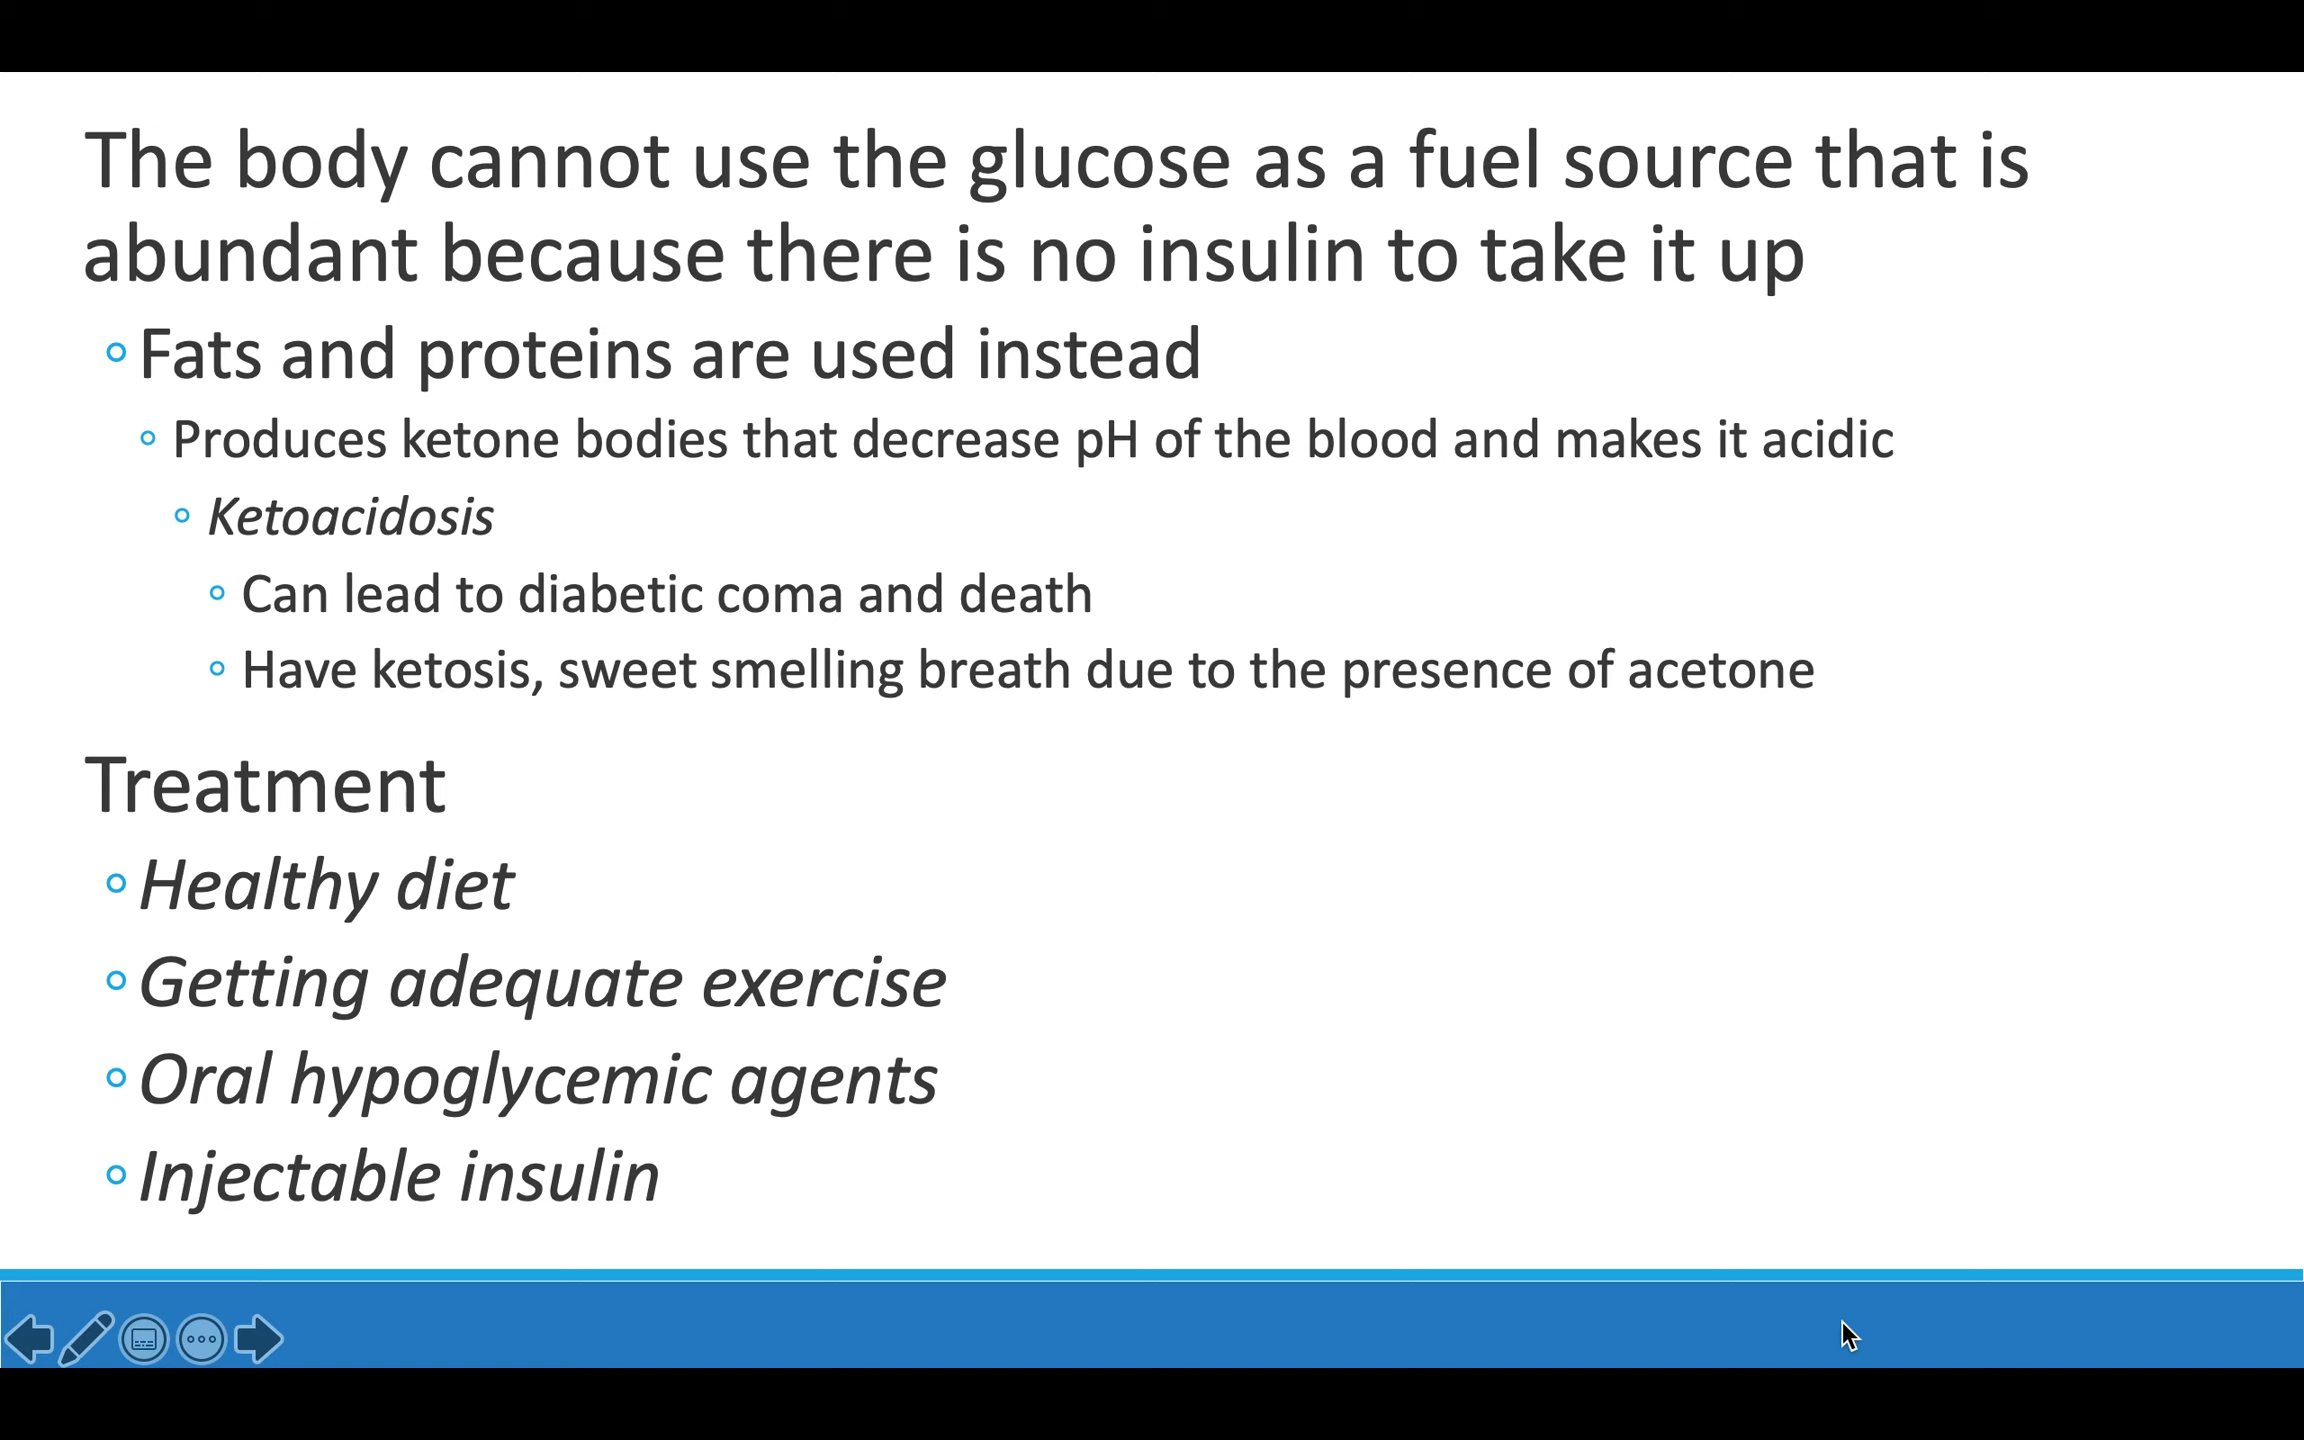 The body cannot use the glucose as a fuel source that is
abundant because there is no insulin to take it up
Fats and proteins are used instead
Produces ketone bodies that decrease pH of the blood and makes it acidic
Ketoacidosis
Can lead to diabetic coma and death
Have ketosis, sweet smelling breath due to the presence of acetone
Treatment
Healthy diet
Getting adequate exercise
Oral hypoglycemic agents
Injectable insulin